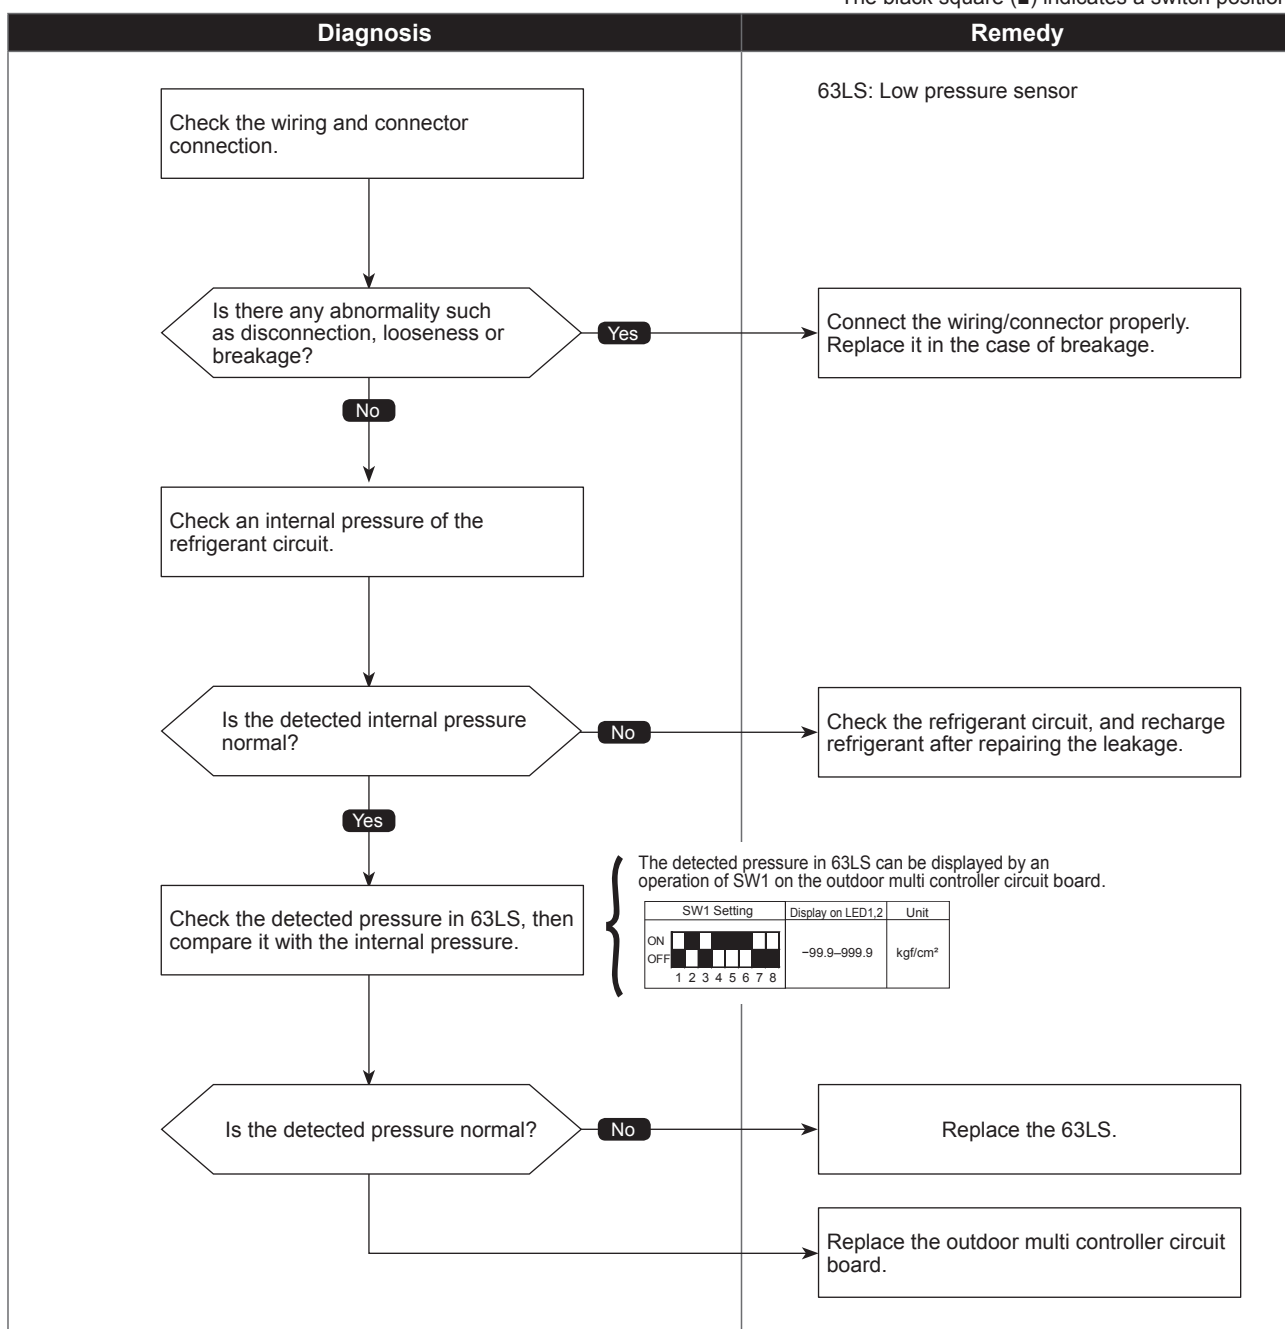 The black square (■) indicates a switch position
Diagnosis
Remedy
63LS: Low pressure sensor
Check the wiring and connector
connection.
Is there any abnormality such
as disconnection, looseness or
breakage?
Yes
Connect the wiring/connector properly.
Replace it in the case of breakage.
No
Check an internal pressure of the
refrigerant circuit.
Is the detected internal pressure
normal?
No
Check the refrigerant circuit, and recharge
refrigerant after repairing the leakage.
Yes
Check the detected pressure in 63LS, then
compare it with the internal pressure.
The detected pressure in 63LS can be displayed by an
operation of SW1 on the outdoor multi controller circuit board.
SW1 Setting
Display on LED1,2
Unit
ON
OFF
1 2 3 4 5 6 7 8
−99.9–999.9
kgf/cm²
Is the detected pressure normal?
No
Replace the 63LS.
Replace the outdoor multi controller circuit
board.